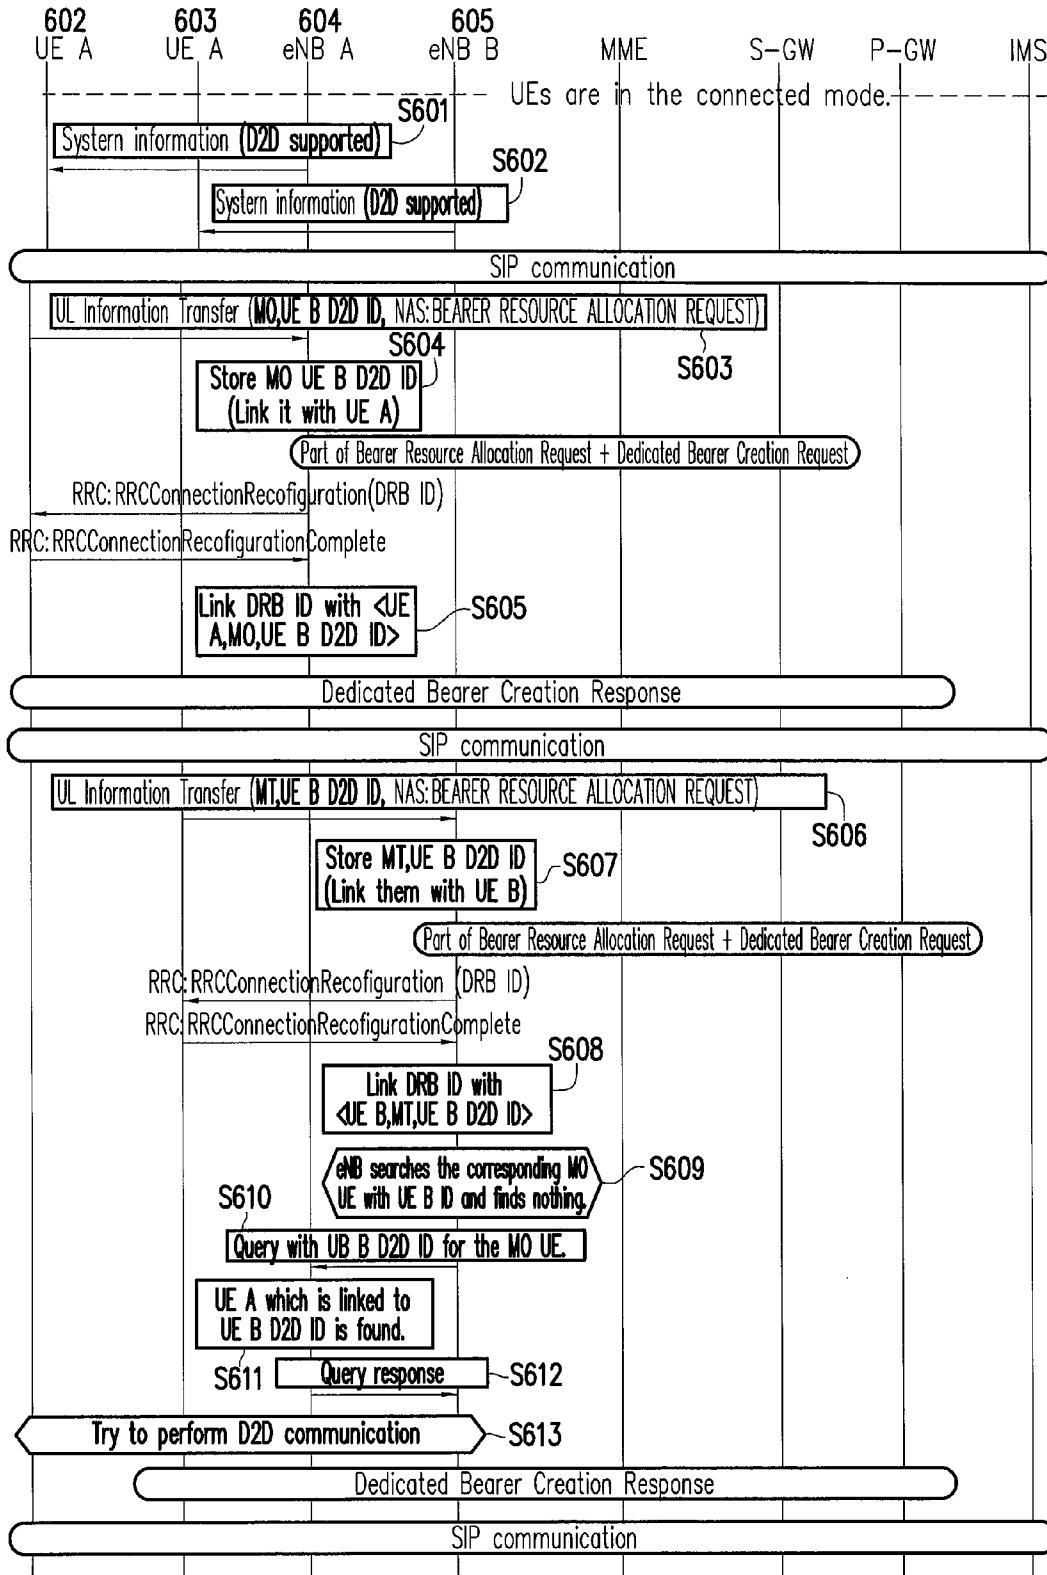 602 603 604 605
UE A UE A eNB A eNB B MME S-GW P-GW IMS
UEs are in the connected mode.
S601
System information (D2D supported)
S602
System information (D2D supported)
SIP communication
UL Information Transfer (MO,UE B D2D ID, NAS:BEARER RESOURCE ALLOCATION REQUEST)
S603
S604
Store MO UE B D2D ID
(Link it with UE A)
Part of Bearer Resource Allocation Request + Dedicated Bearer Creation Request
RRC:RRCConnectionRecofiguration(DRB ID)
RRC:RRCConnectionRecofigurationComplete
Link DRB ID with <UE
A,MO,UE B D2D ID>
S605
Dedicated Bearer Creation Response
SIP communication
UL Information Transfer (MT,UE B D2D ID, NAS:BEARER RESOURCE ALLOCATION REQUEST)
S606
Store MT,UE B D2D ID
(Link them with UE B)
S607
Part of Bearer Resource Allocation Request + Dedicated Bearer Creation Request
RRC:RRCConnectionRecofiguration (DRB ID)
RRC:RRCConnectionRecofigurationComplete
S608
Link DRB ID with
<UE B,MT,UE B D2D ID>
eNB searches the corresponding MO
UE with UE B ID and finds nothing.
S609
S610
Query with UB B D2D ID for the MO UE.
UE A which is linked to
UE B D2D ID is found.
S611
Query response
S612
Try to perform D2D communication
S613
Dedicated Bearer Creation Response
SIP communication